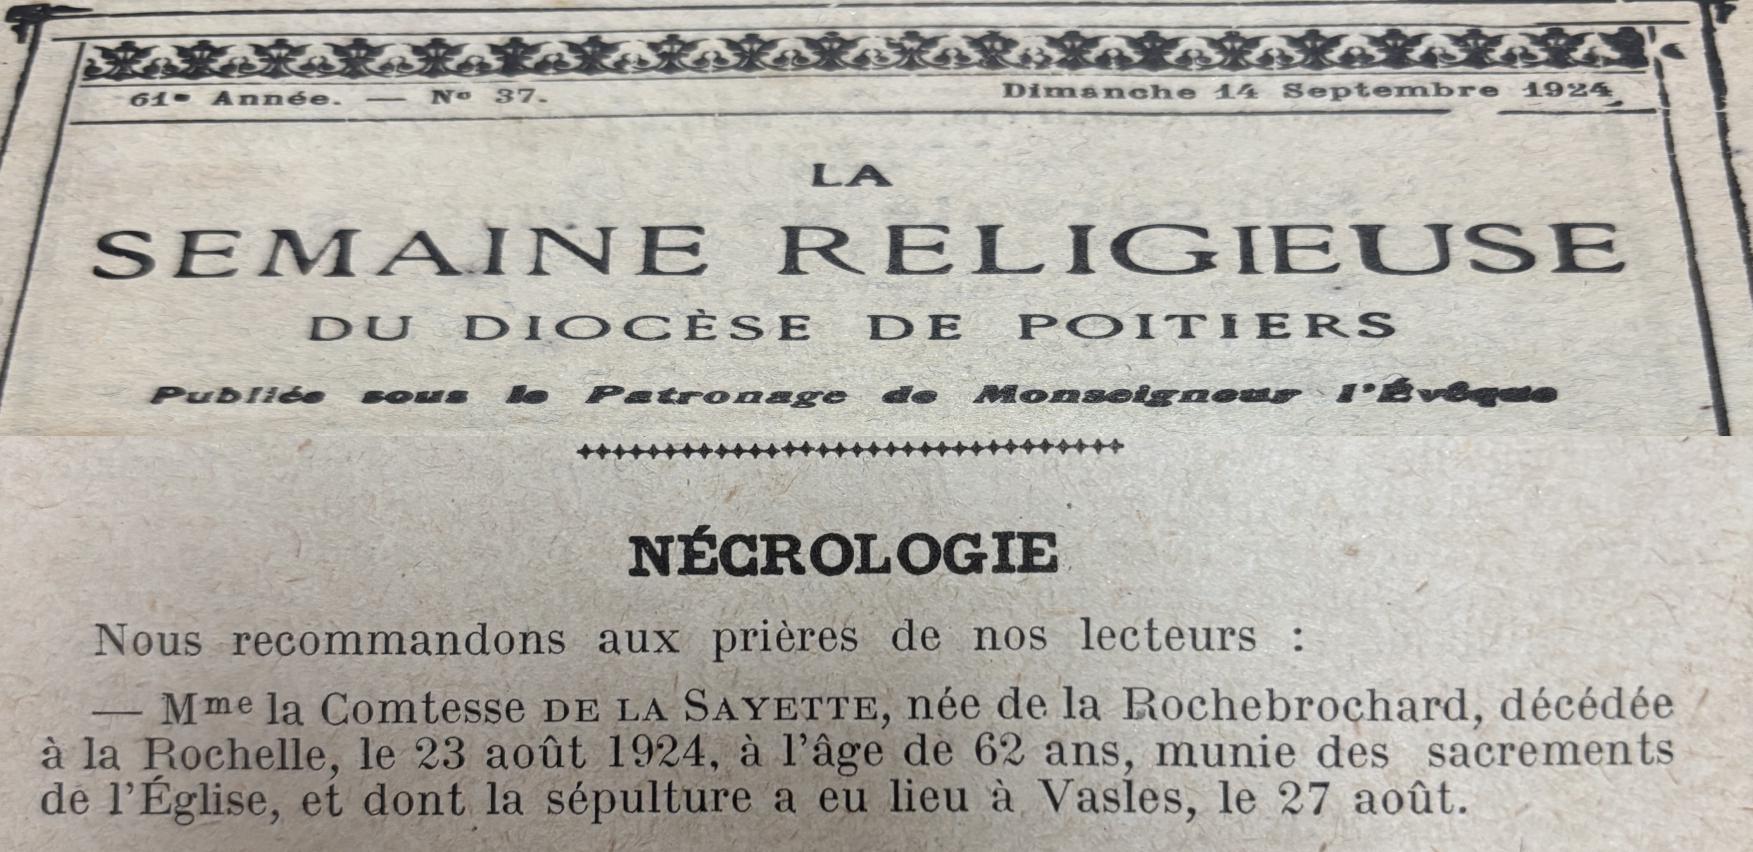 61e Année. — No 37.
Dimanche 14 Septembre 1924
LA
SEMAINE RELIGIEUSE
DU DIOCÈSE DE POITIERS
Publiée sous le Patronage de Monseigneur l'Évêque
NÉCROLOGIE
Nous recommandons aux prières de nos lecteurs :
— Mme la Comtesse DE LA SAYETTE, née de la Rochebrochard, décédée
à la Rochelle, le 23 août 1924, à l'âge de 62 ans, munie des sacrements
de l'Église, et dont la sépulture a eu lieu à Vasles, le 27 août.